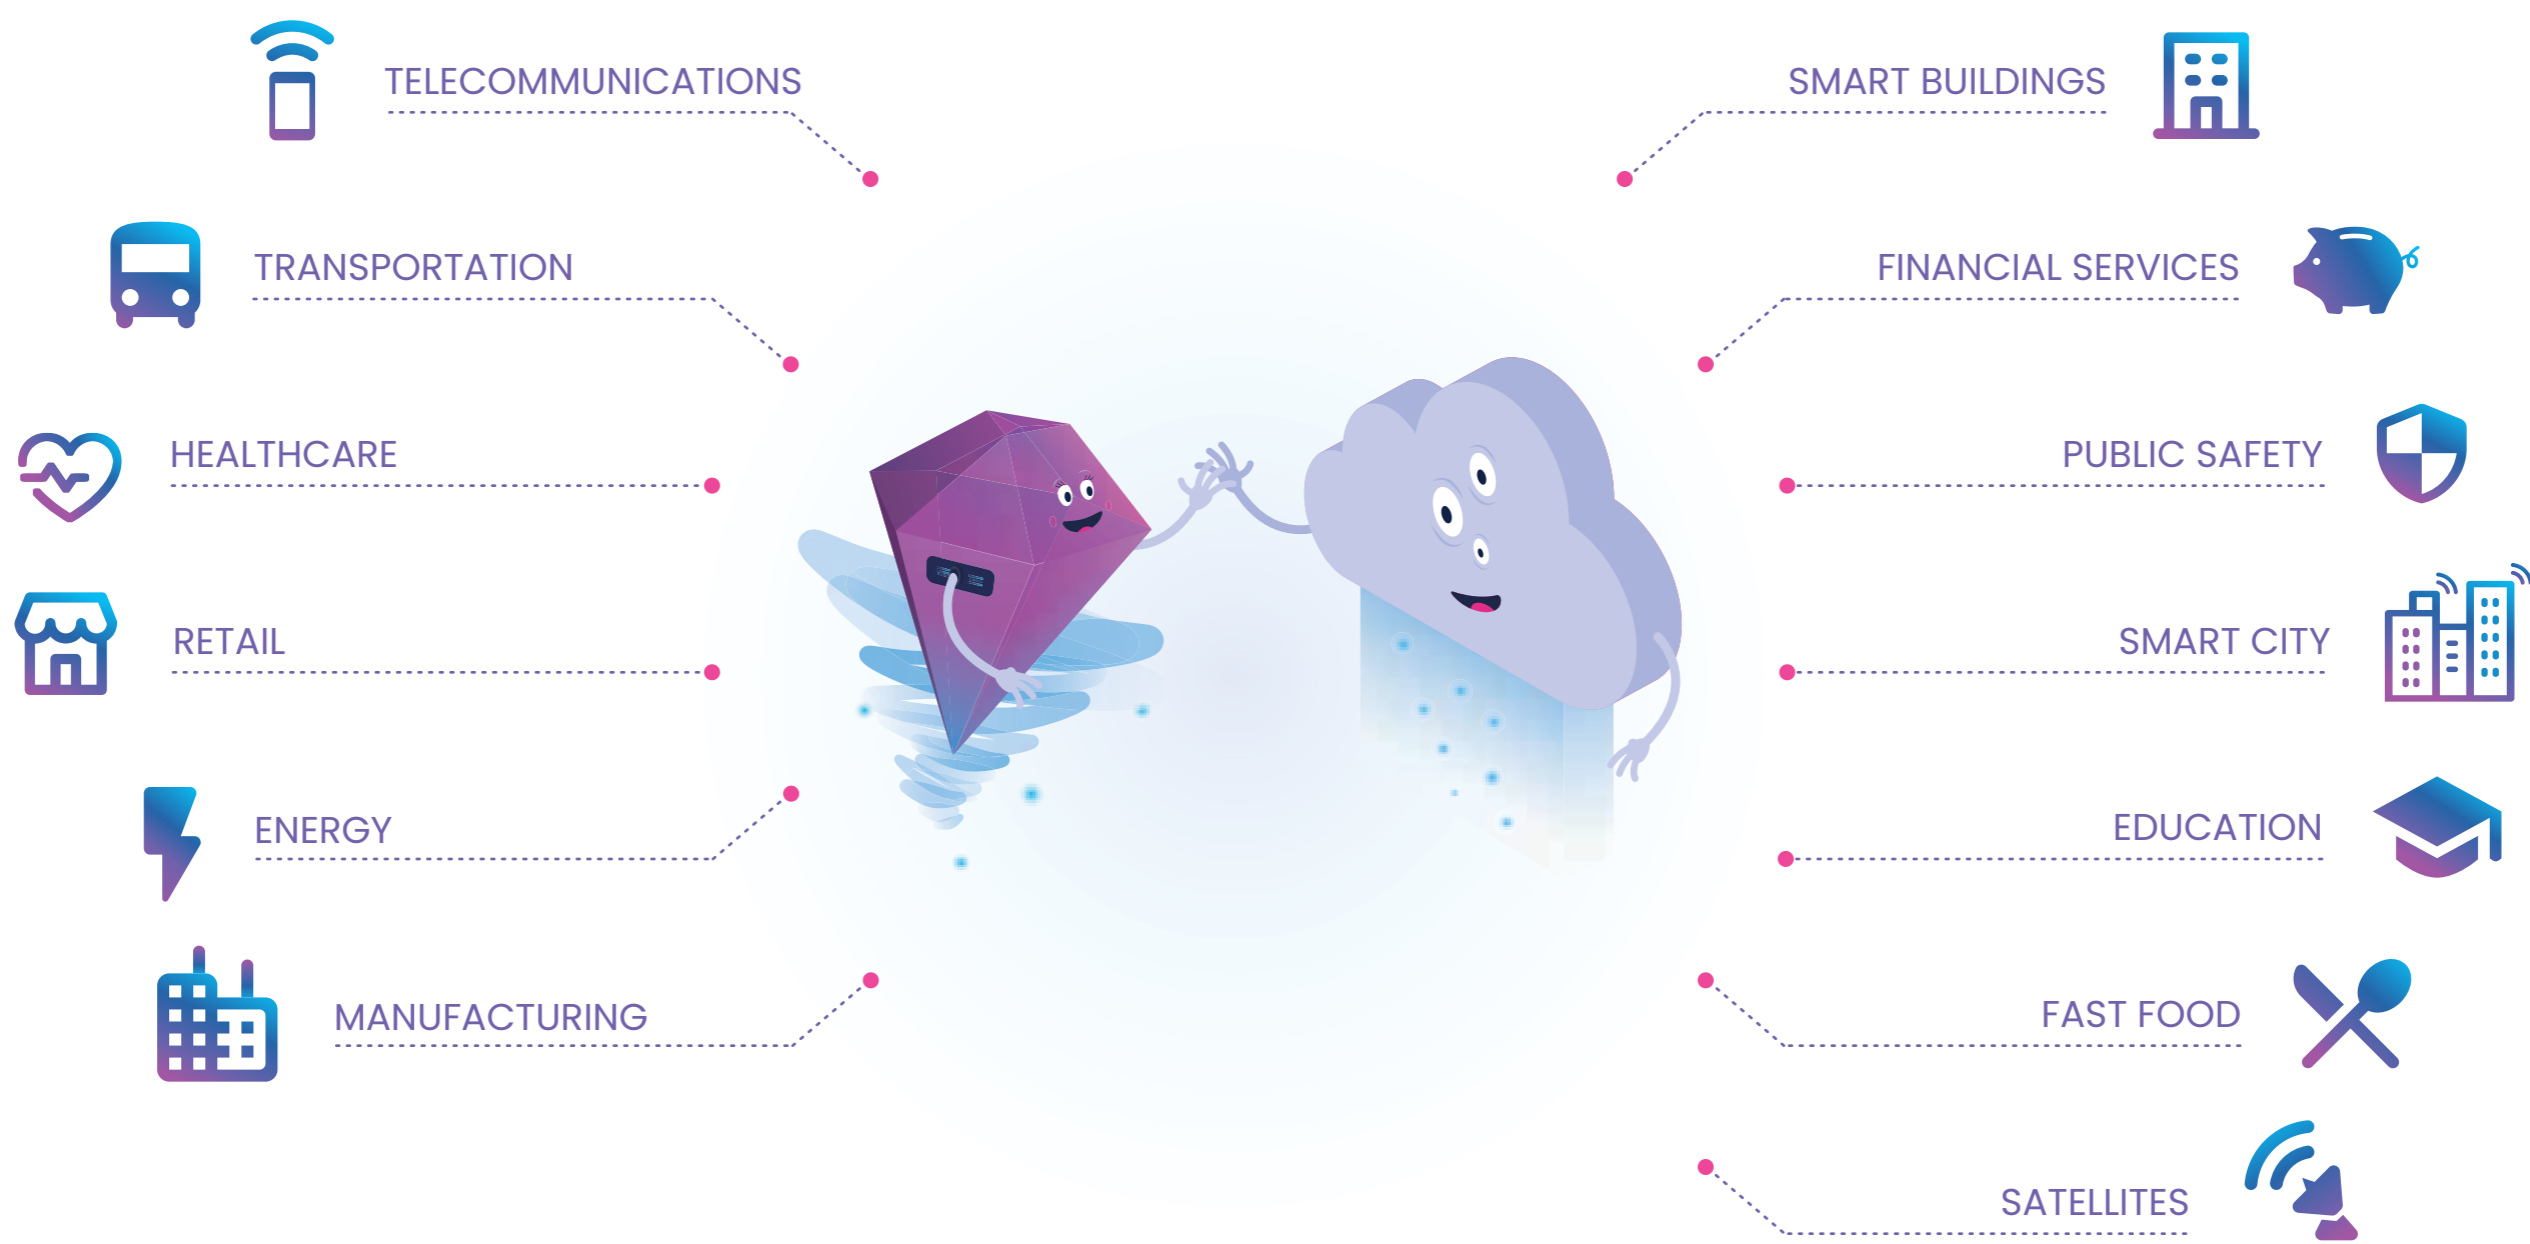 TELECOMMUNICATIONS
TRANSPORTATION
HEALTHCARE
RETAIL
ENERGY
MANUFACTURING
SMART BUILDINGS
FINANCIAL SERVICES
PUBLIC SAFETY
SMART CITY
EDUCATION
FAST FOOD
SATELLITES